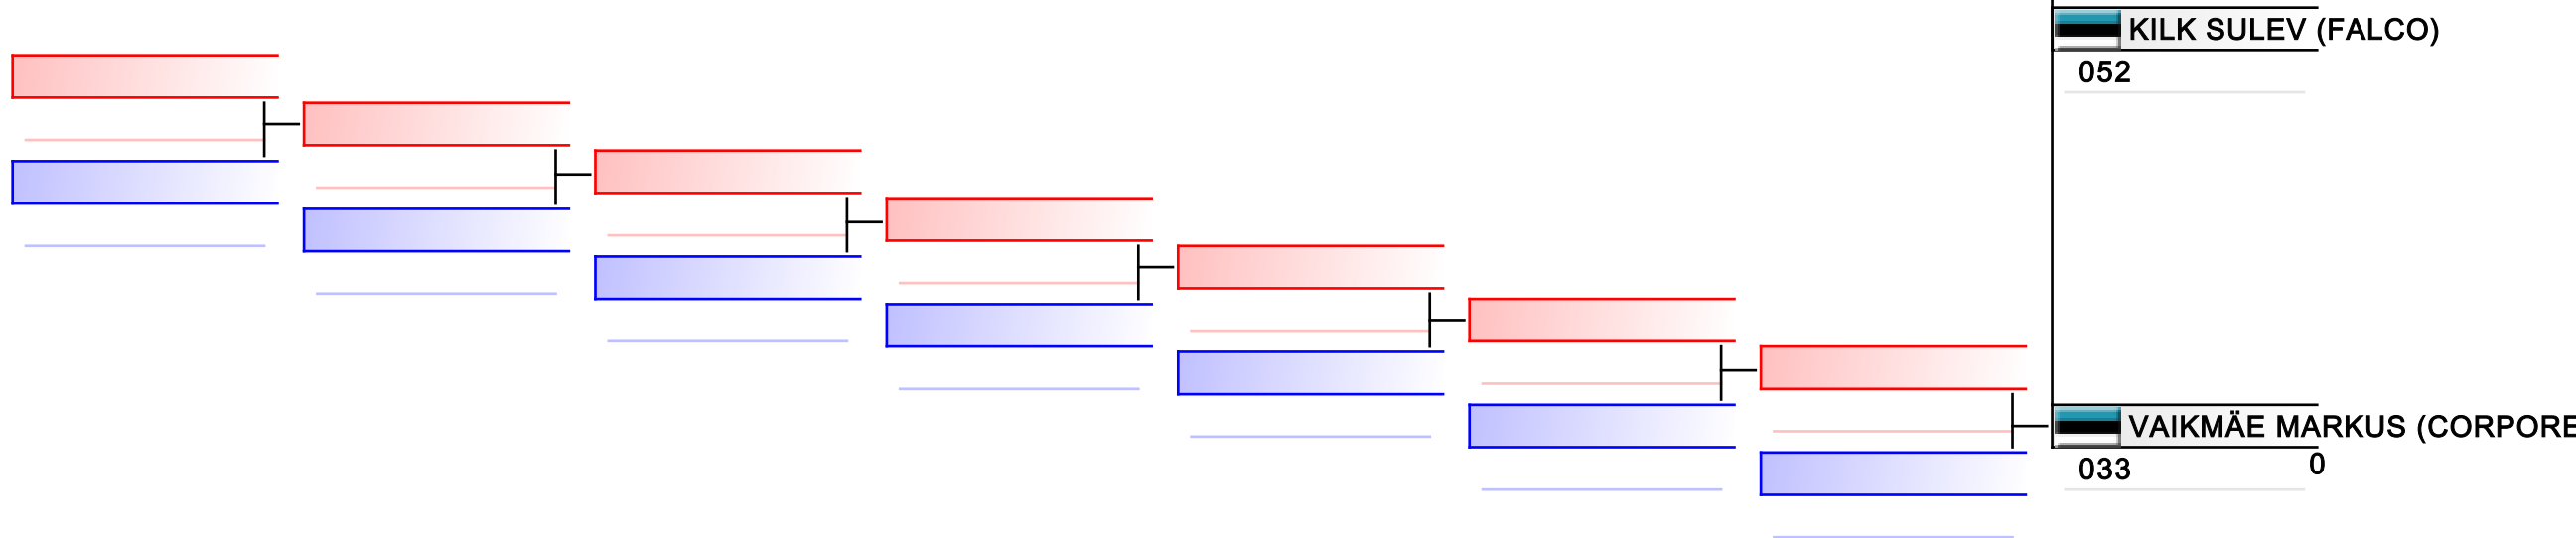 KILK SULEV (FALCO)
052
VAIKMÄE MARKUS (CORPORE
033 0